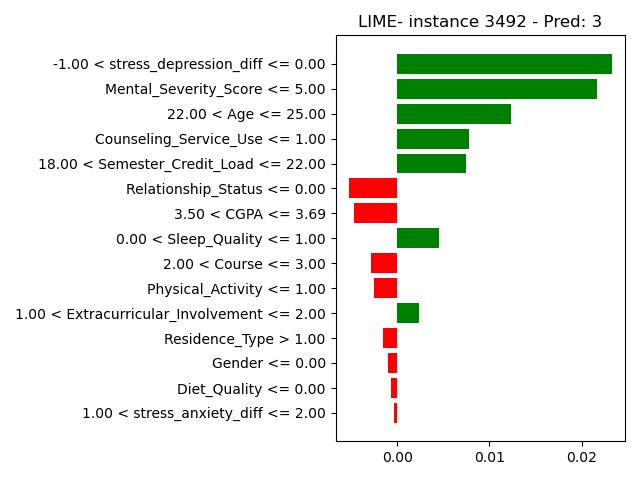 LIME- instance 3492 - Pred: 3
-1.00 < stress_depression_diff <= 0.00
Mental_Severity_Score <= 5.00
22.00 < Age <= 25.00
Counseling_Service_Use <= 1.00
18.00 < Semester_Credit_Load <= 22.00
Relationship_Status <= 0.00
3.50 < CGPA <= 3.69
0.00 < Sleep_Quality <= 1.00
2.00 < Course <= 3.00
Physical_Activity <= 1.00
1.00 < Extracurricular_Involvement <= 2.00
Residence_Type > 1.00
Gender <= 0.00
Diet_Quality <= 0.00
1.00 < stress_anxiety_diff <= 2.00
0.00 0.01 0.02